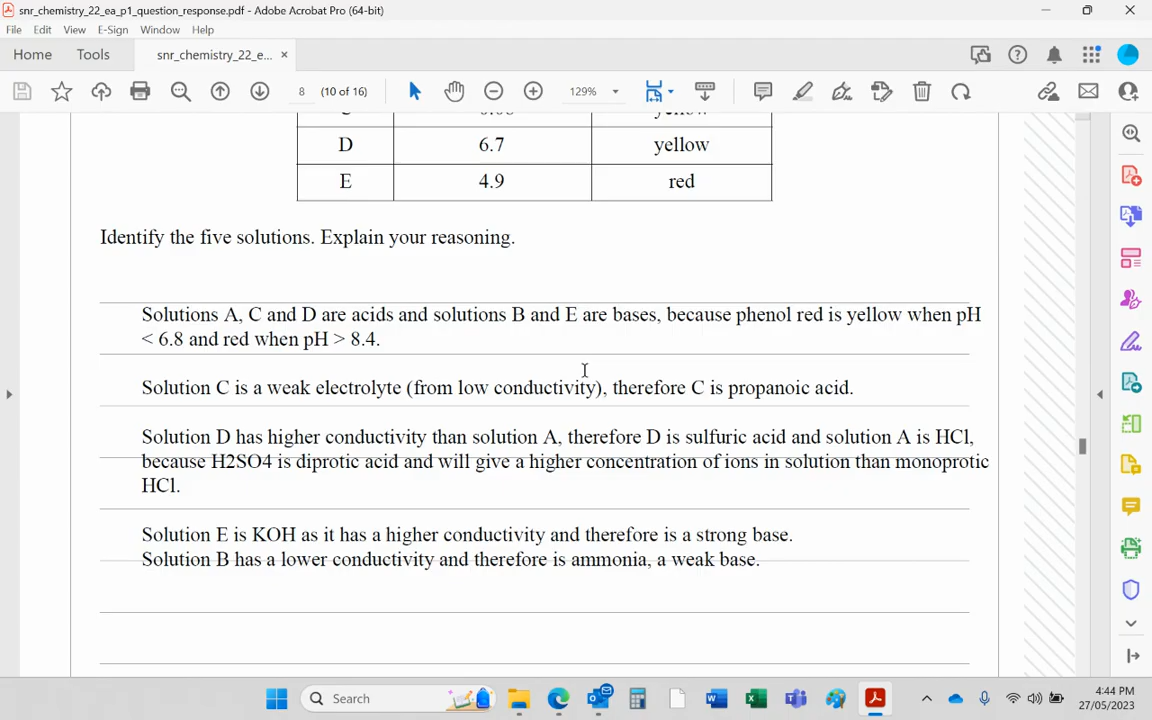 snr_chemistry_22_ea_p1_question_response.pdf - Adobe Acrobat Pro (64-bit)
File Edit View E-Sign Window Help
Home Tools snr_chemistry_22_e... ×
8 (10 of 16) 129%
D 6.7 yellow
E 4.9 red
Identify the five solutions. Explain your reasoning.
Solutions A, C and D are acids and solutions B and E are bases, because phenol red is yellow when pH
< 6.8 and red when pH > 8.4.
Solution C is a weak electrolyte (from low conductivity), therefore C is propanoic acid.
Solution D has higher conductivity than solution A, therefore D is sulfuric acid and solution A is HCl,
because H2SO4 is diprotic acid and will give a higher concentration of ions in solution than monoprotic
HCl.
Solution E is KOH as it has a higher conductivity and therefore is a strong base.
Solution B has a lower conductivity and therefore is ammonia, a weak base.
Search
4:44 PM
27/05/2023